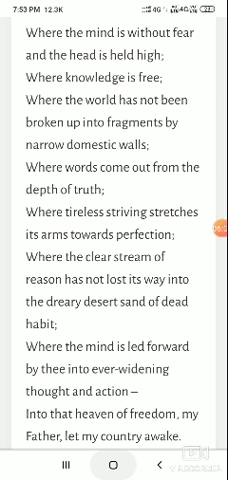 7:53 PM 12.3K
Where the mind is without fear
and the head is held high;
Where knowledge is free;
Where the world has not been
broken up into fragments by
narrow domestic walls;
Where words come out from the
depth of truth;
Where tireless striving stretches
its arms towards perfection;
Where the clear stream of
reason has not lost its way into
the dreary desert sand of dead
habit;
Where the mind is led forward
by thee into ever-widening
thought and action –
Into that heaven of freedom, my
Father, let my country awake.